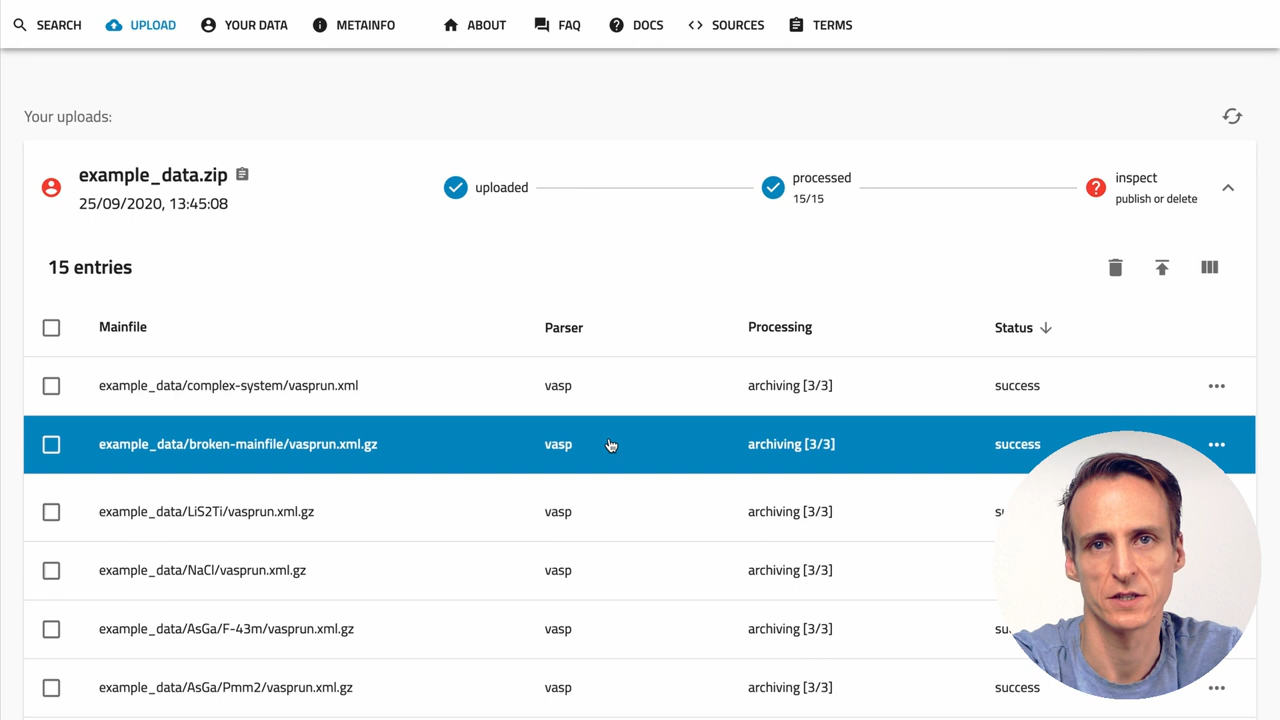 SEARCH UPLOAD YOUR DATA METAINFO ABOUT FAQ DOCS SOURCES TERMS
Your uploads:
example_data.zip
25/09/2020, 13:45:08
uploaded
processed
15/15
inspect
publish or delete
15 entries
Mainfile Parser Processing Status
example_data/complex-system/vasprun.xml vasp archiving [3/3] success
example_data/broken-mainfile/vasprun.xml.gz vasp archiving [3/3] success
example_data/LiS2Ti/vasprun.xml.gz vasp archiving [3/3]
example_data/NaCl/vasprun.xml.gz vasp archiving [3/3]
example_data/AsGa/F-43m/vasprun.xml.gz vasp archiving [3/3]
example_data/AsGa/Pmm2/vasprun.xml.gz vasp archiving [3/3] success